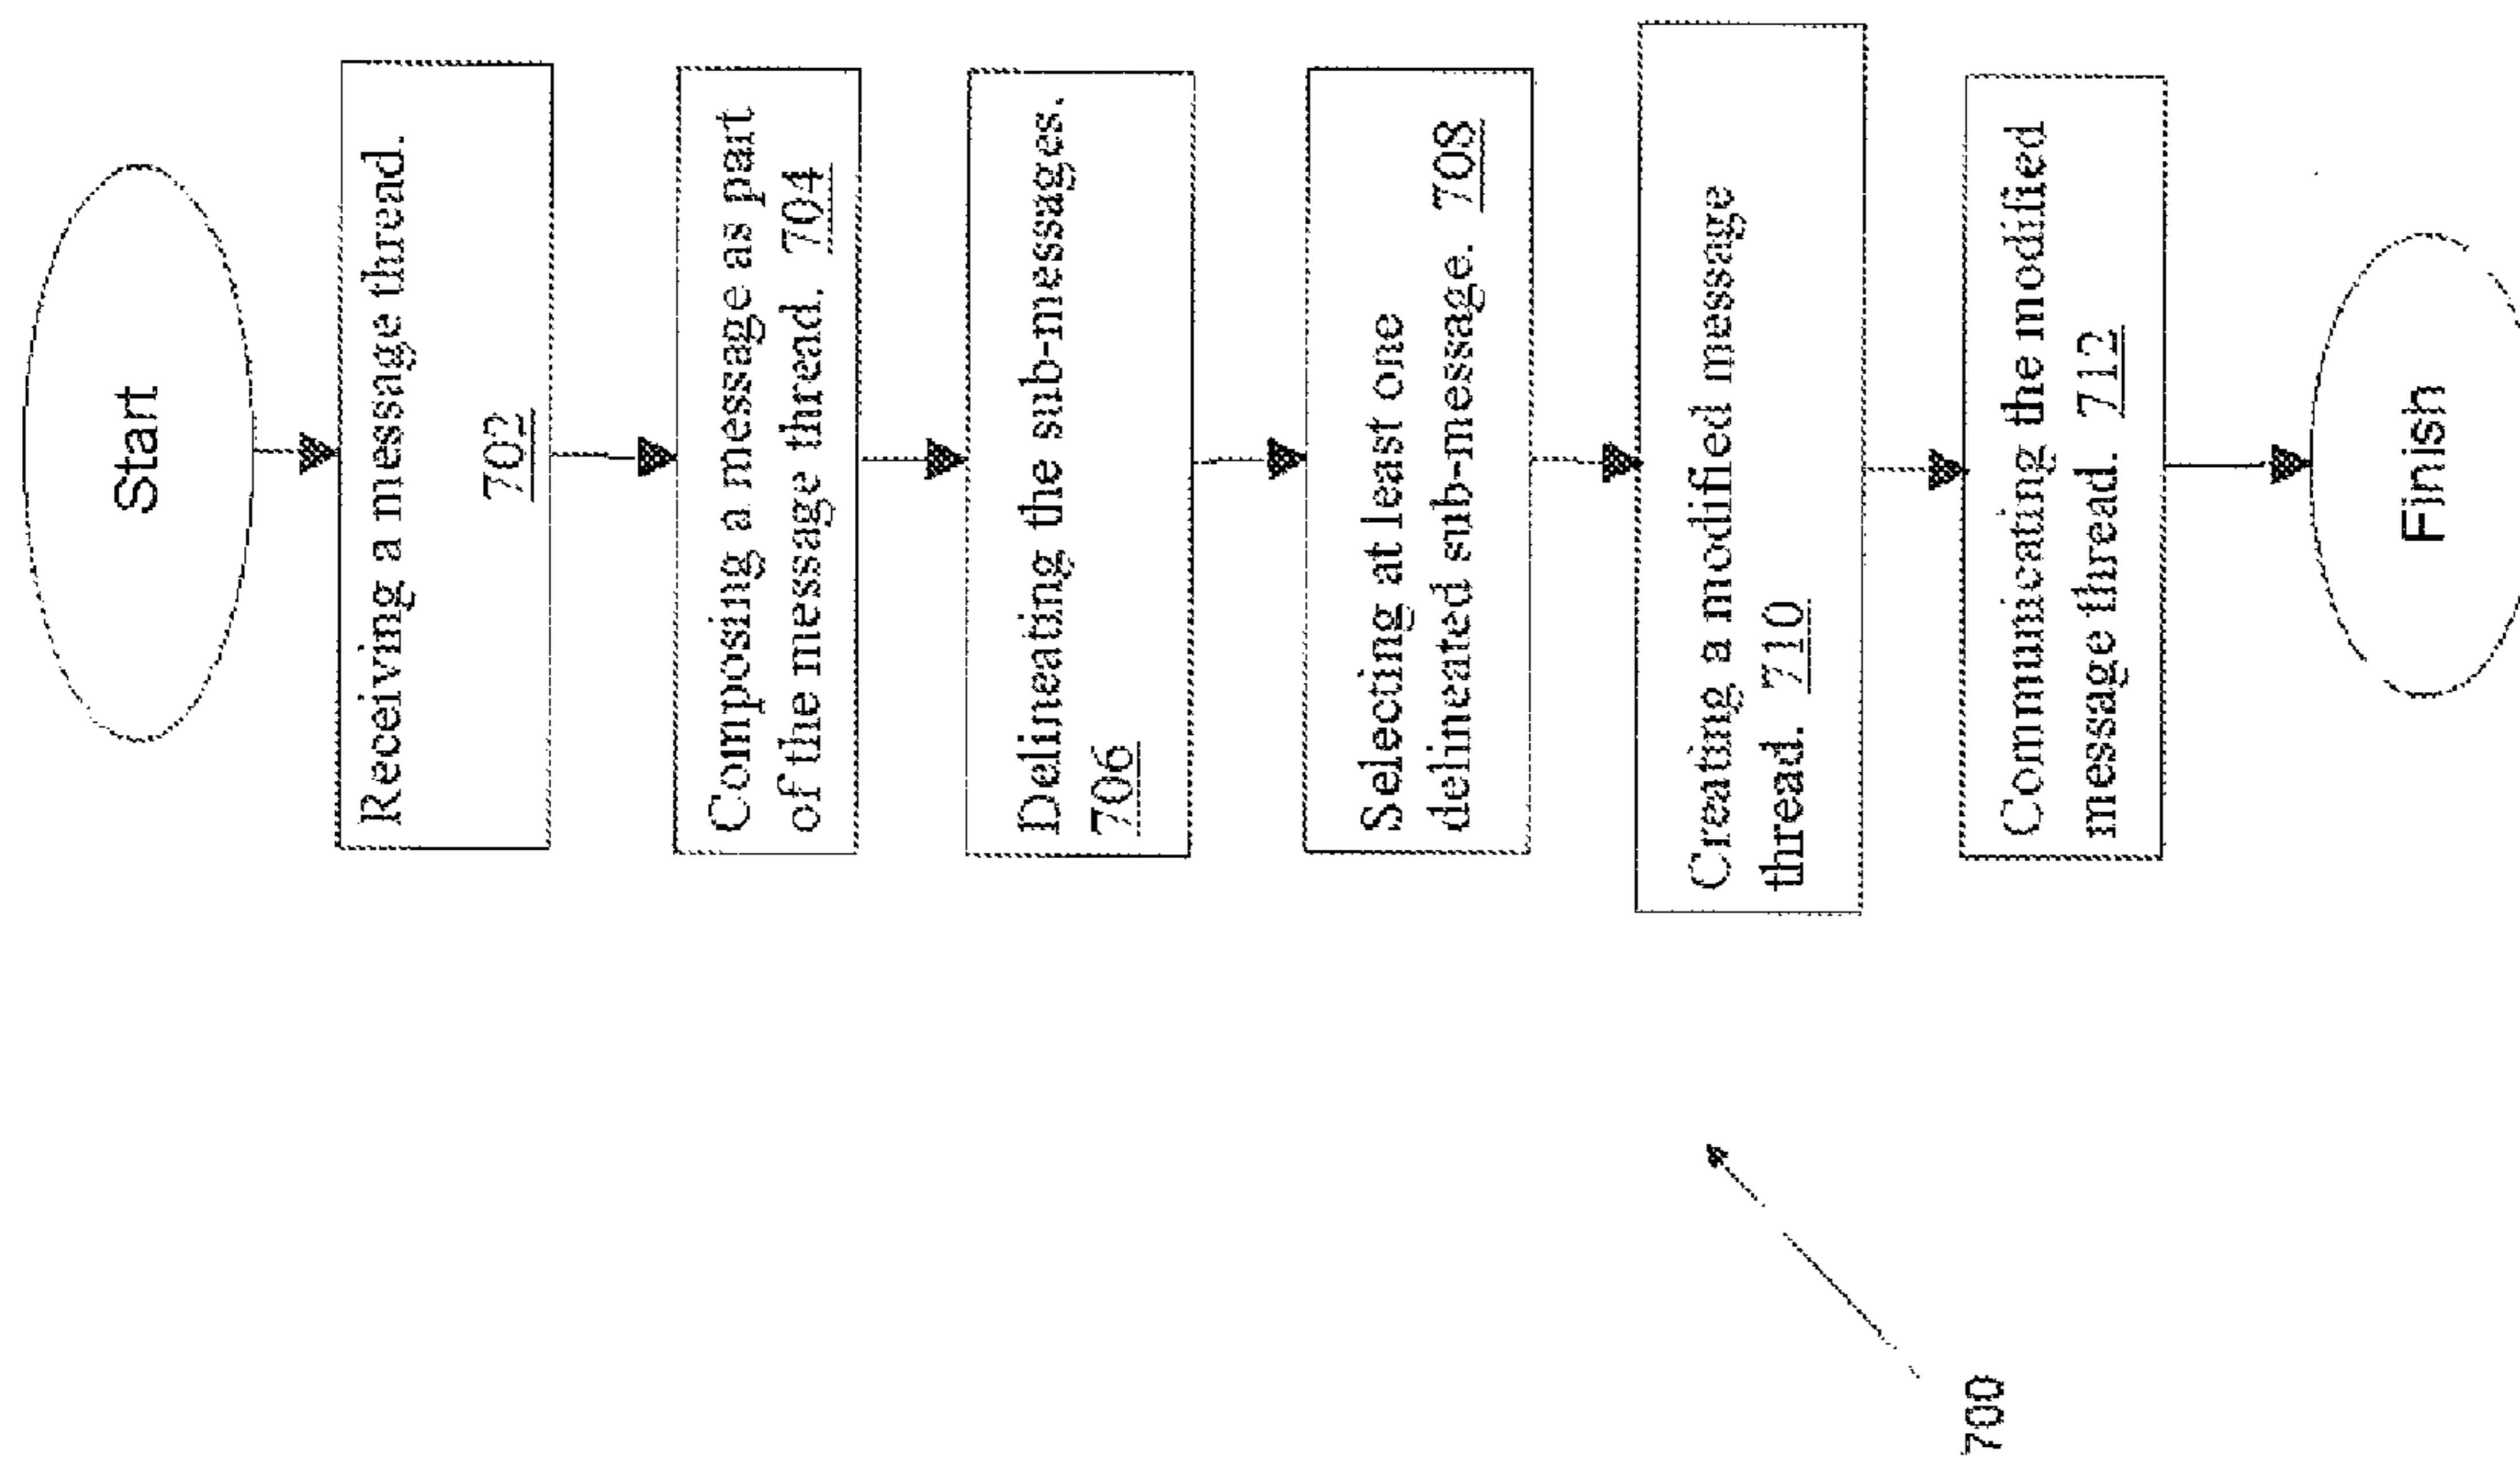 Start
Receiving a message thread.
702
Composing a message as part
of the message thread. 704
Delineating the sub-messages.
706
Selecting at least one
delineated sub-message. 708
Creating a modified message
thread. 710
Communicating the modified
message thread. 712
Finish
700